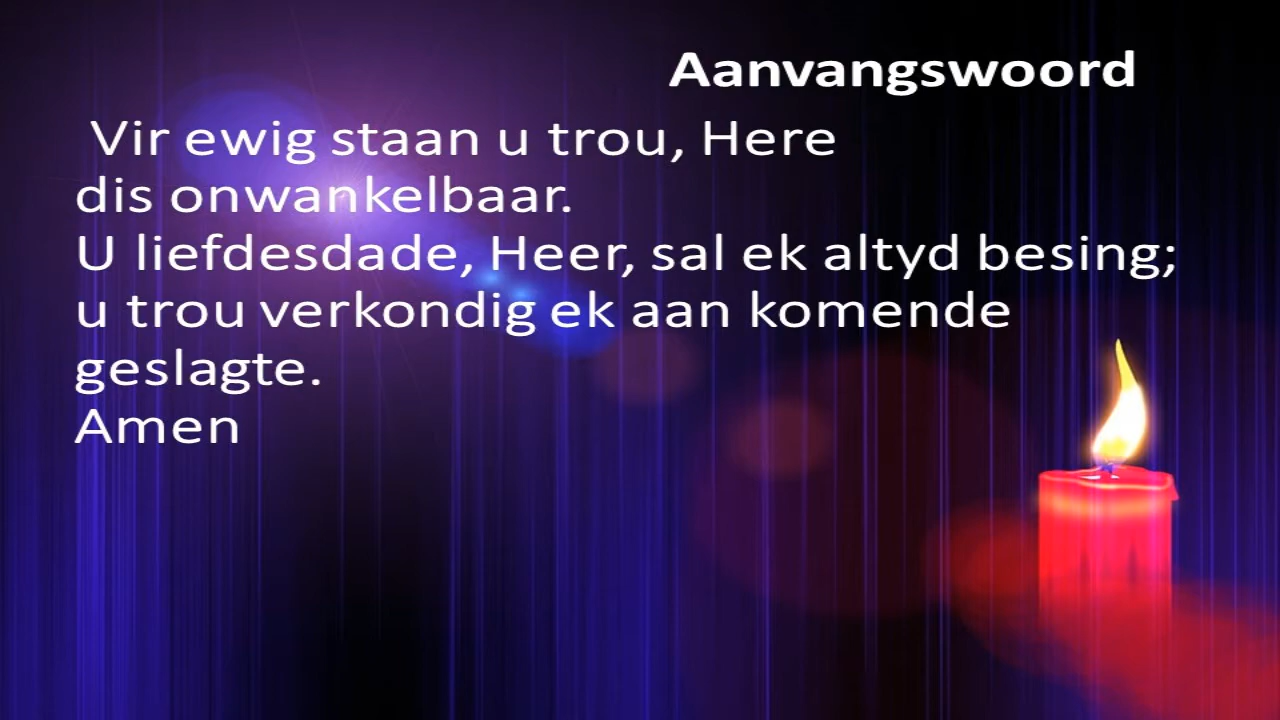 Aanvangswoord
Vir ewig staan u trou, Here
dis onwankelbaar.
U liefdesdade, Heer, sal ek altyd besing;
u trou verkondig ek aan komende
geslagte.
Amen